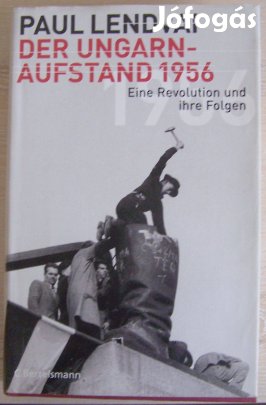 Jófogás
PAUL LENDVAI
DER UNGARN-
AUFSTAND 1956
1956
Eine Revolution und
ihre Folgen
C. Bertelsmann